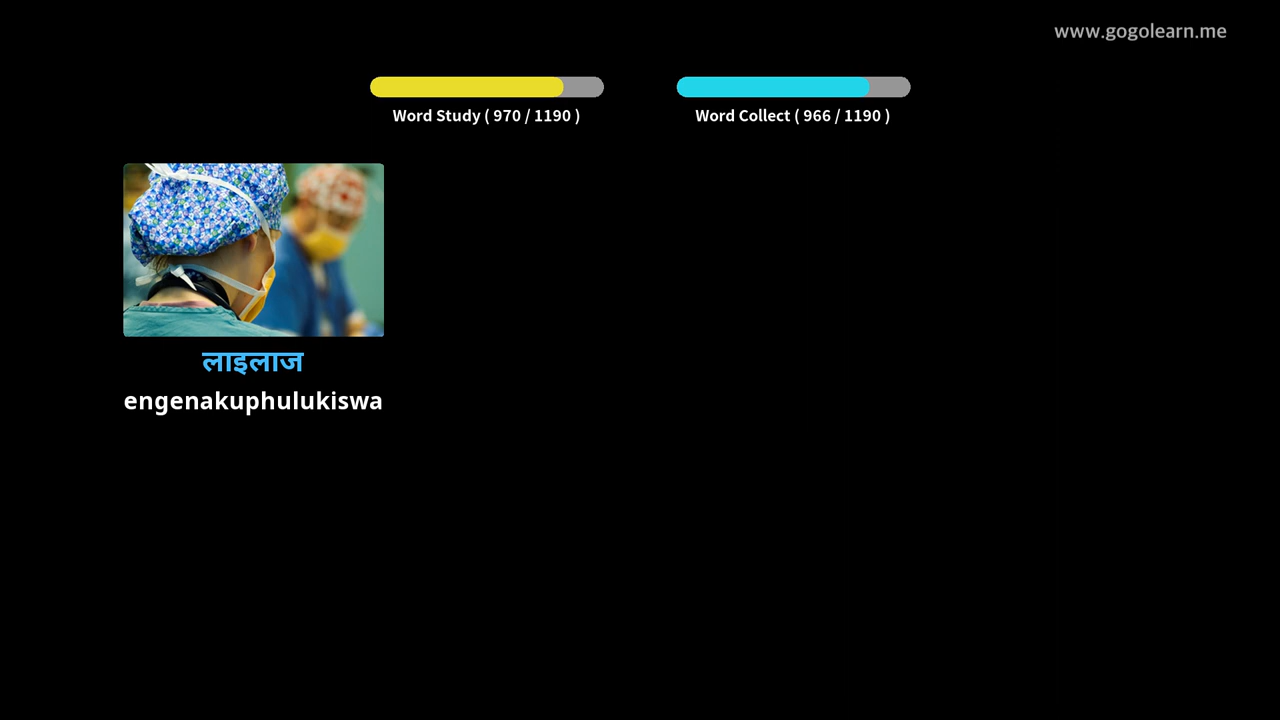 www.gogolearn.me
Word Study ( 970 / 1190 )
Word Collect ( 966 / 1190 )
लाइलाज
engenakuphulukiswa